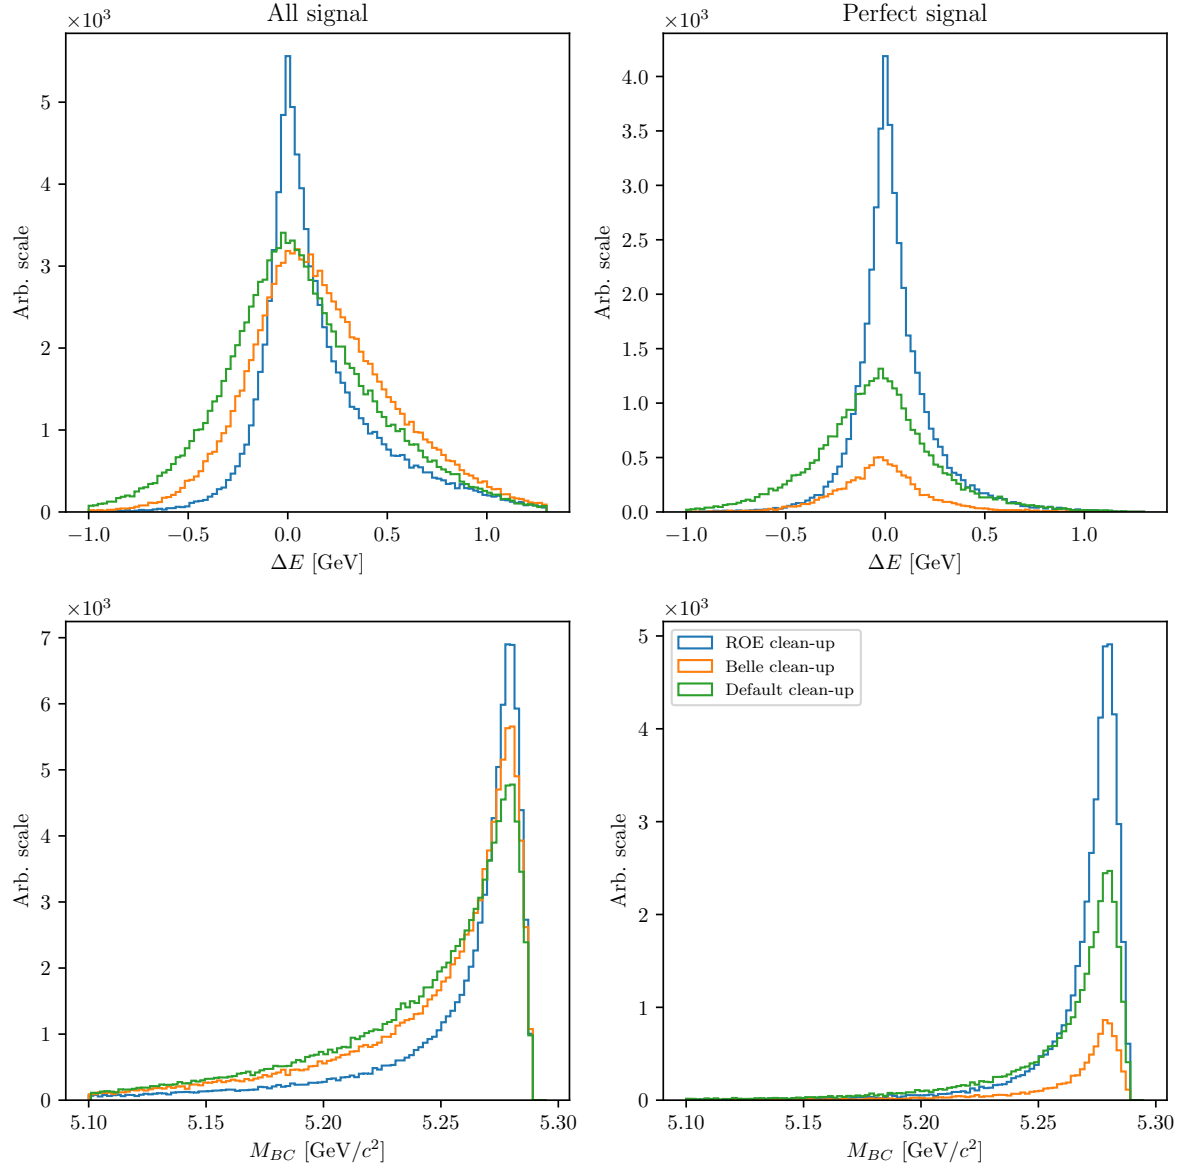 All signal
×10³
5
4
3
2
1
0
Arb. scale
−1.0 −0.5 0.0 0.5 1.0
ΔE [GeV]
Perfect signal
×10³
4.0
3.5
3.0
2.5
2.0
1.5
1.0
0.5
0.0
Arb. scale
−1.0 −0.5 0.0 0.5 1.0
ΔE [GeV]
×10³
7
6
5
4
3
2
1
0
Arb. scale
5.10 5.15 5.20 5.25 5.30
M_BC [GeV/c²]
×10³
ROE clean-up
Belle clean-up
Default clean-up
5
4
3
2
1
0
Arb. scale
5.10 5.15 5.20 5.25 5.30
M_BC [GeV/c²]